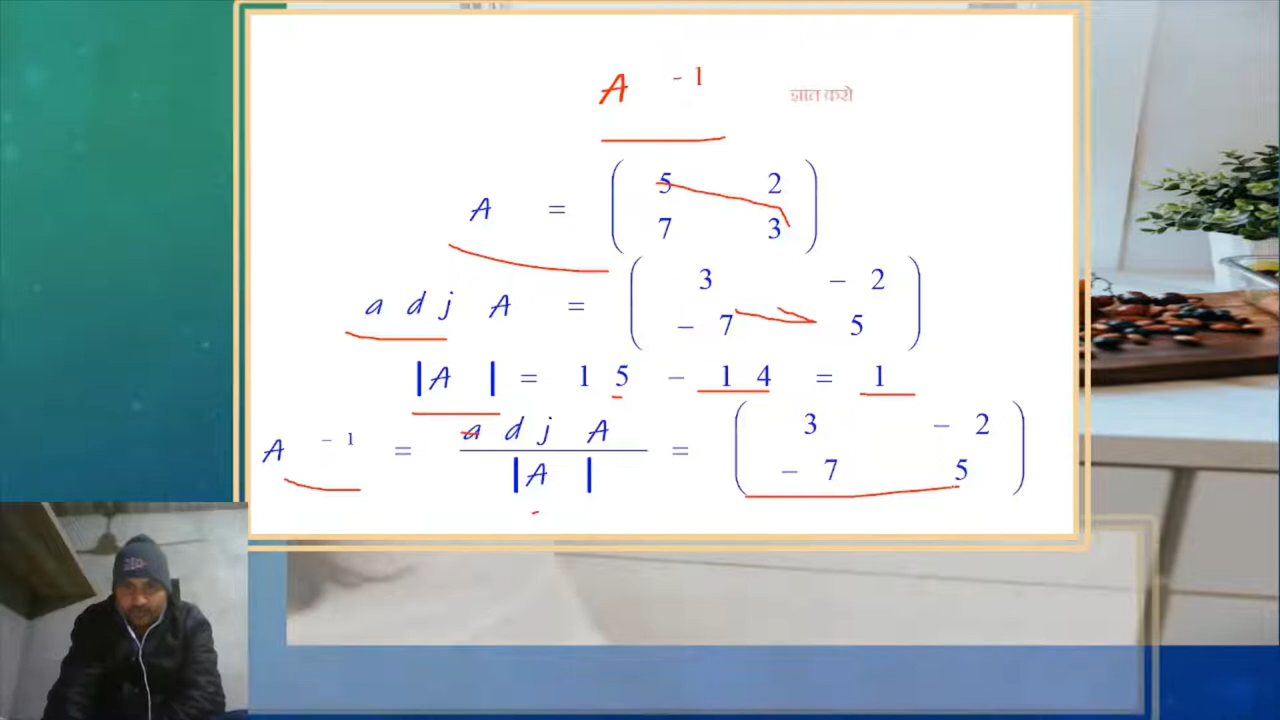 A⁻¹ ज्ञात करो
A = ( 5 2
7 3 )
adj A = ( 3 -2
-7 5 )
|A| = 15 - 14 = 1
A⁻¹ = adj A / |A| = ( 3 -2
-7 5 )